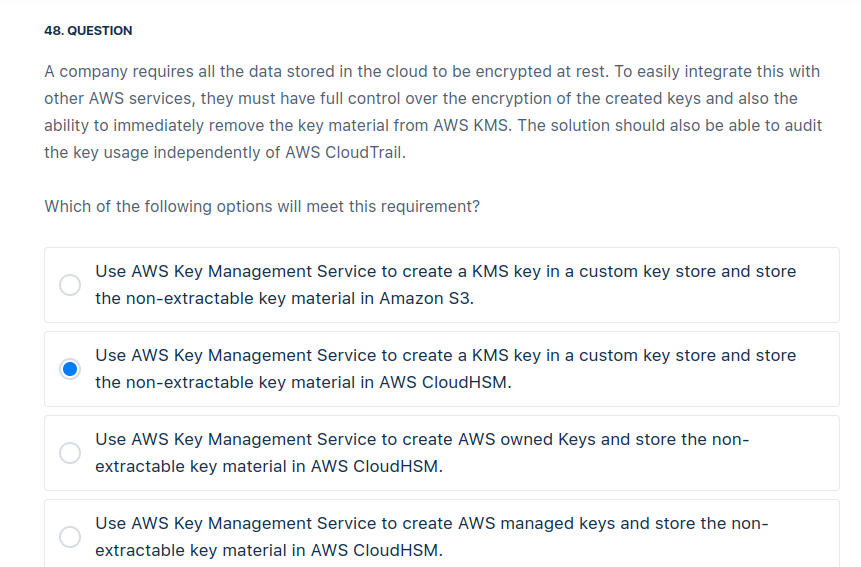 48. QUESTION
A company requires all the data stored in the cloud to be encrypted at rest. To easily integrate this with
other AWS services, they must have full control over the encryption of the created keys and also the
ability to immediately remove the key material from AWS KMS. The solution should also be able to audit
the key usage independently of AWS CloudTrail.
Which of the following options will meet this requirement?
Use AWS Key Management Service to create a KMS key in a custom key store and store
the non-extractable key material in Amazon S3.
Use AWS Key Management Service to create a KMS key in a custom key store and store
the non-extractable key material in AWS CloudHSM.
Use AWS Key Management Service to create AWS owned Keys and store the non-
extractable key material in AWS CloudHSM.
Use AWS Key Management Service to create AWS managed keys and store the non-
extractable key material in AWS CloudHSM.